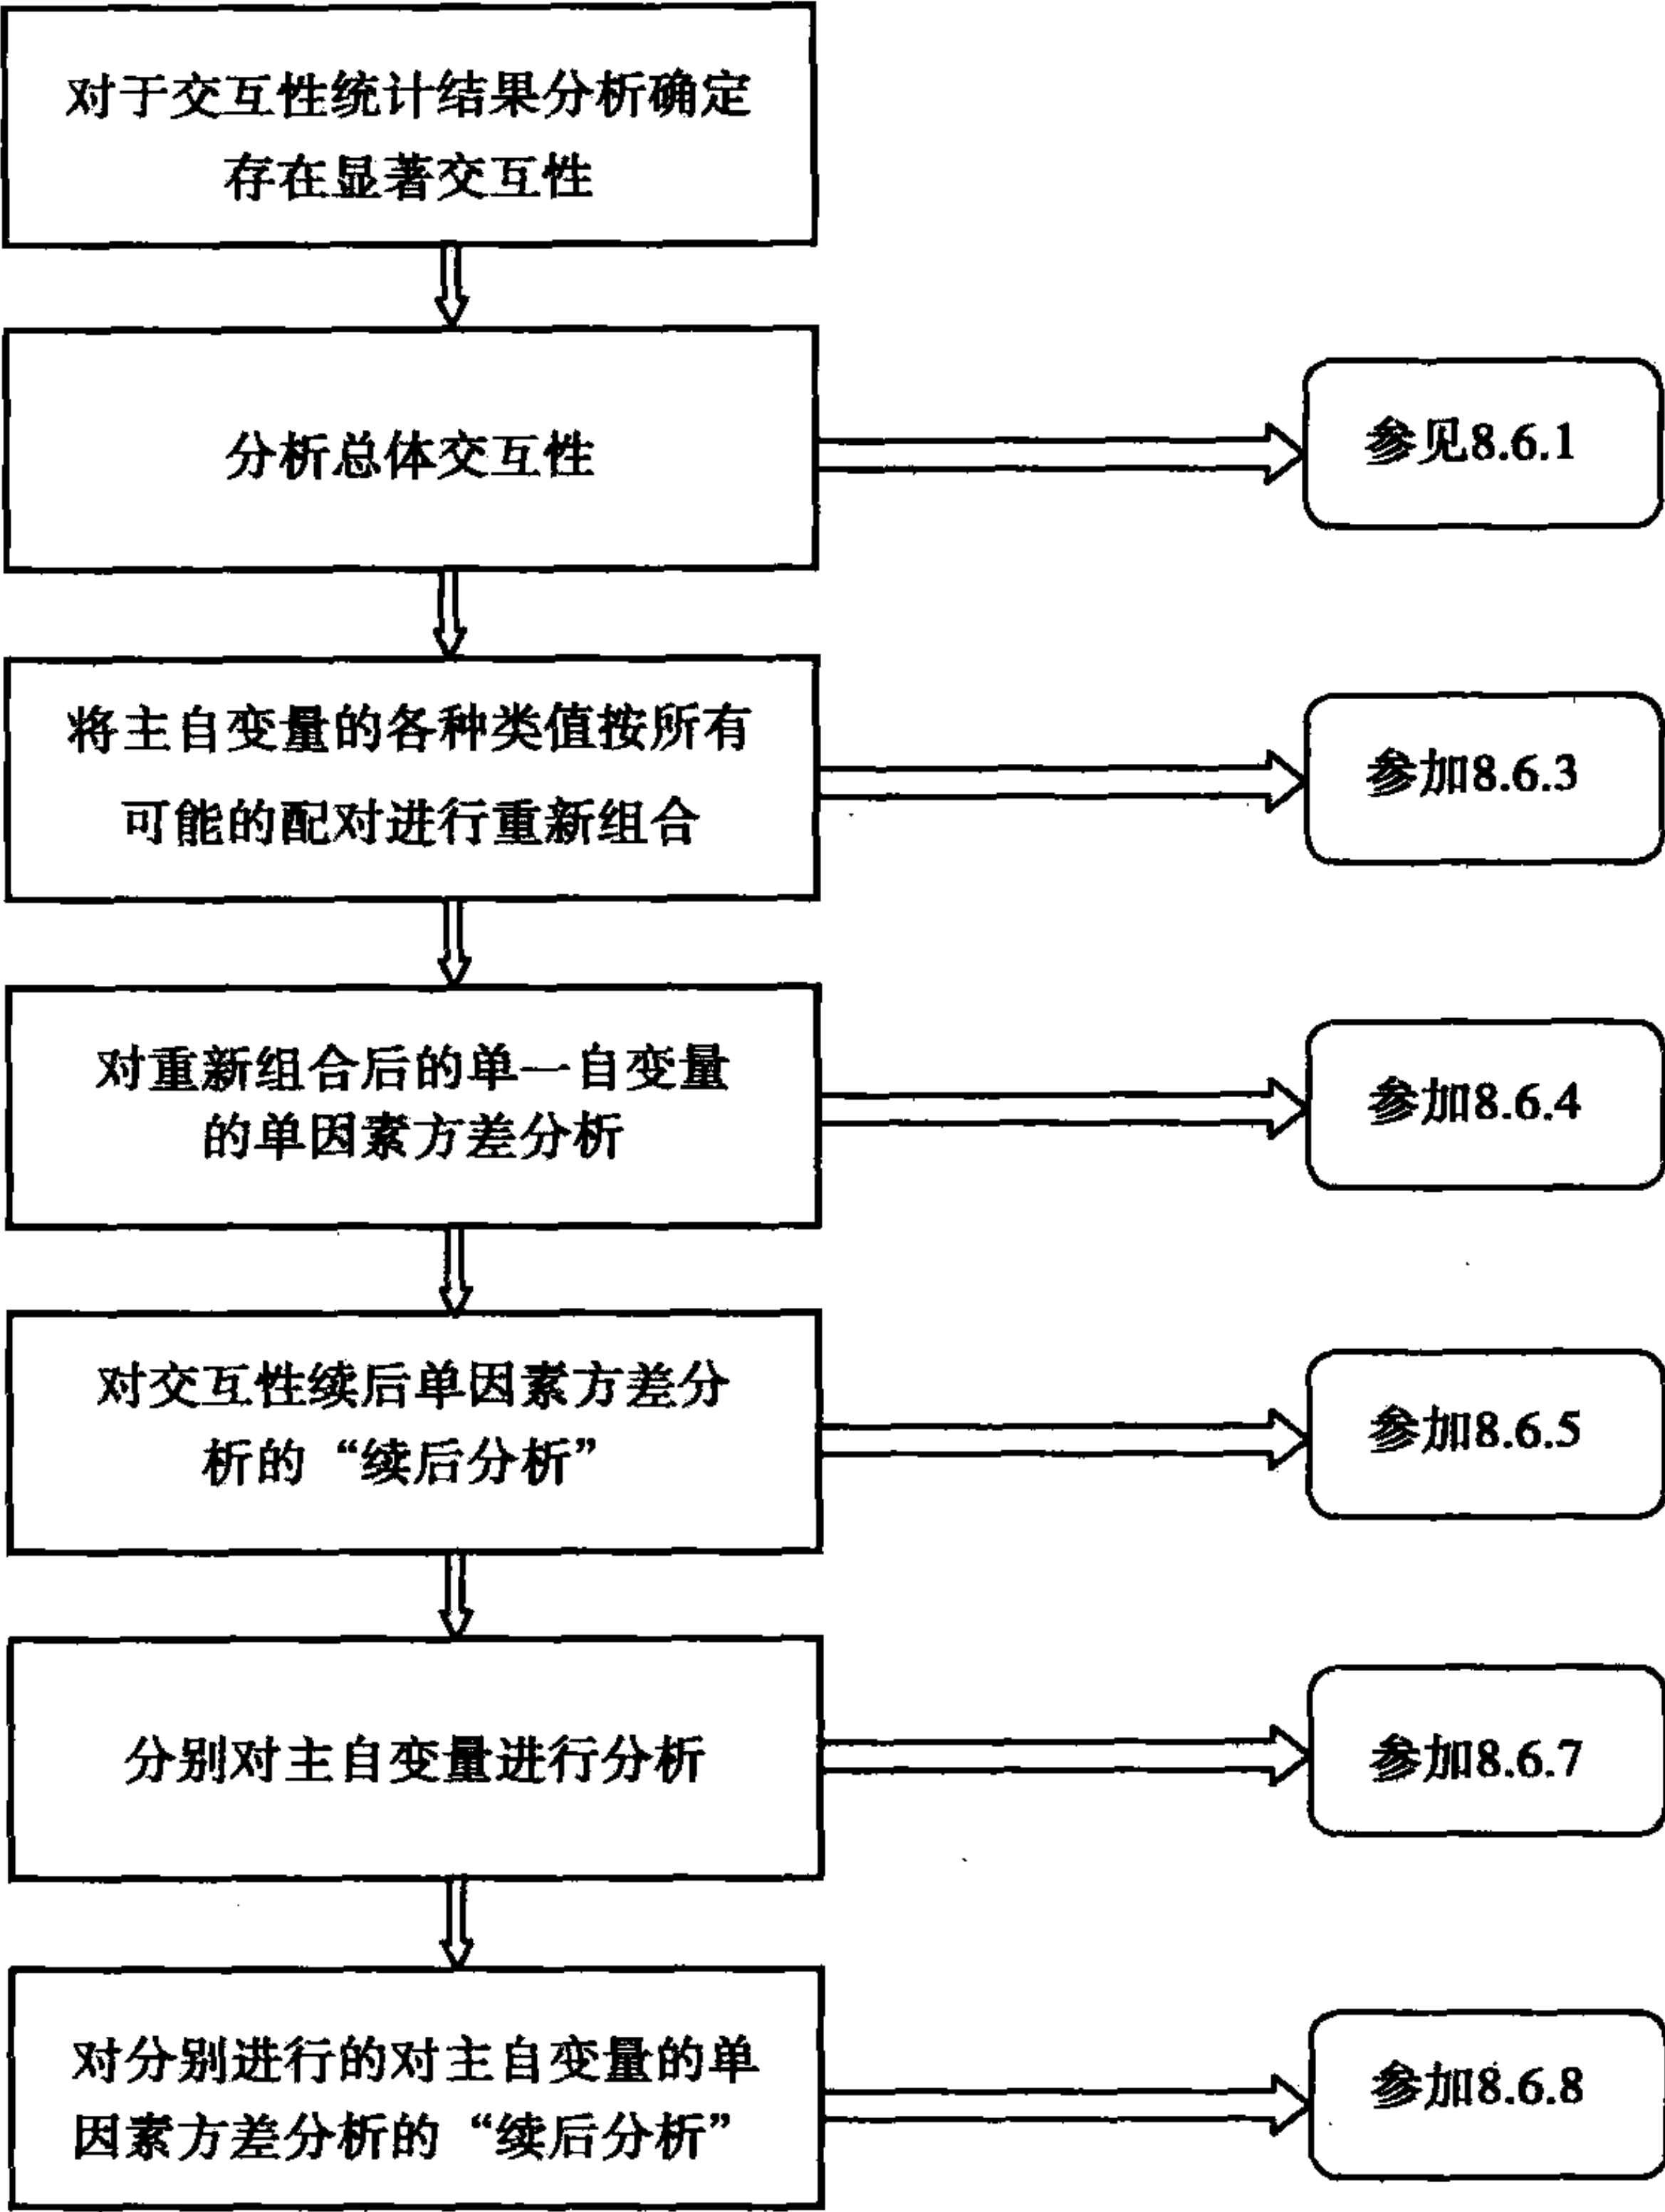 对于交互性统计结果分析确定
存在显著交互性
分析总体交互性
参见8.6.1
将主自变量的各种类值按所有
可能的配对进行重新组合
参加8.6.3
对重新组合后的单一自变量
的单因素方差分析
参加8.6.4
对交互性续后单因素方差分
析的“续后分析”
参加8.6.5
分别对主自变量进行分析
参加8.6.7
对分别进行的对主自变量的单
因素方差分析的“续后分析”
参加8.6.8